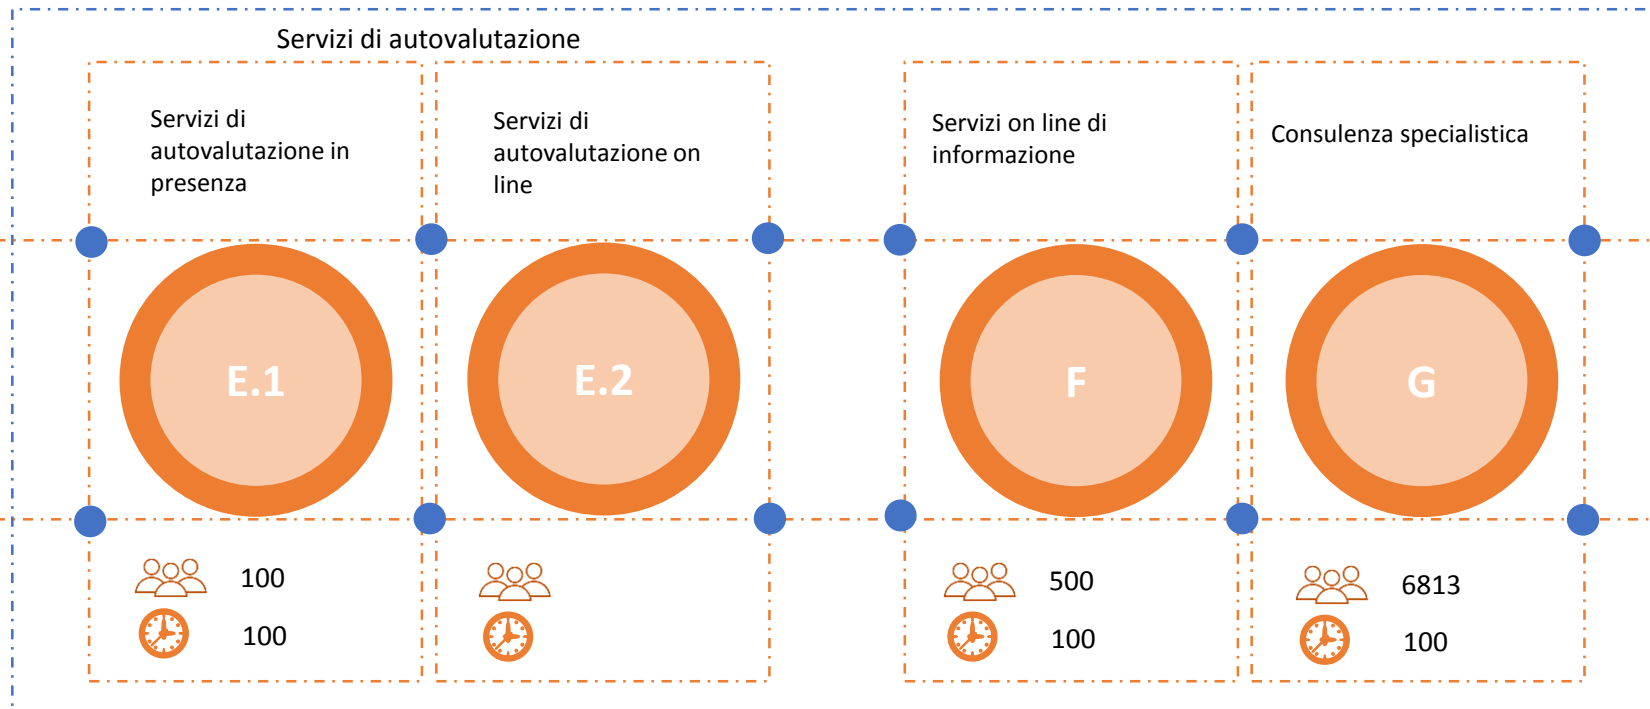 Servizi di autovalutazione
Servizi di
autovalutazione in
presenza
Servizi di
autovalutazione on
line
Servizi on line di
informazione
Consulenza specialistica
E.1
E.2
F
G
100
100
500
100
6813
100